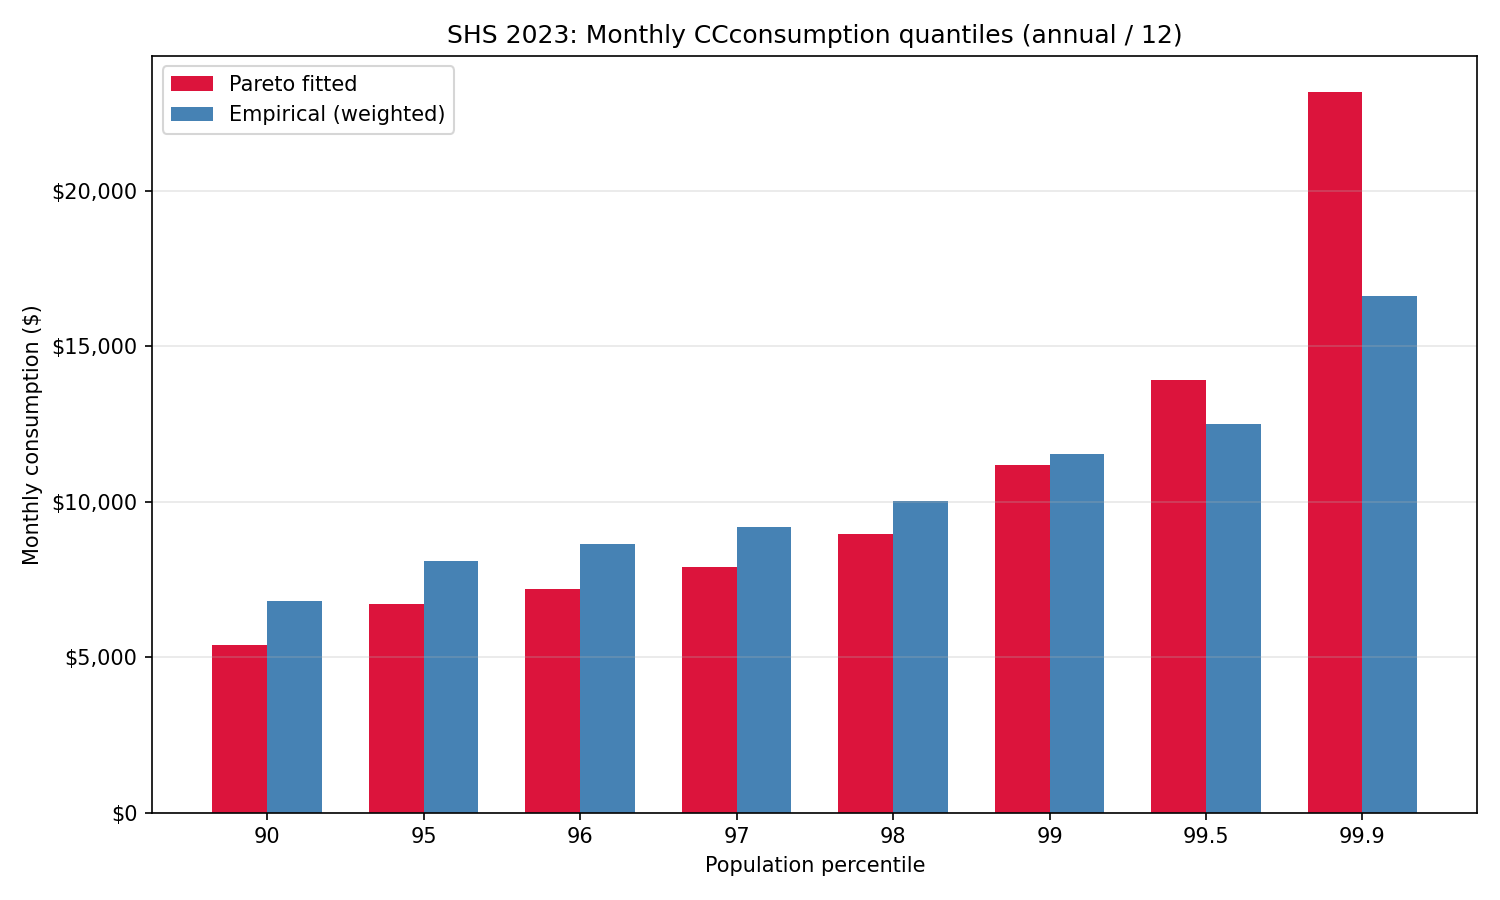 SHS 2023: Monthly CCconsumption quantiles (annual / 12)
Pareto fitted
Empirical (weighted)
Monthly consumption ($)
$20,000
$15,000
$10,000
$5,000
$0
90 95 96 97 98 99 99.5 99.9
Population percentile